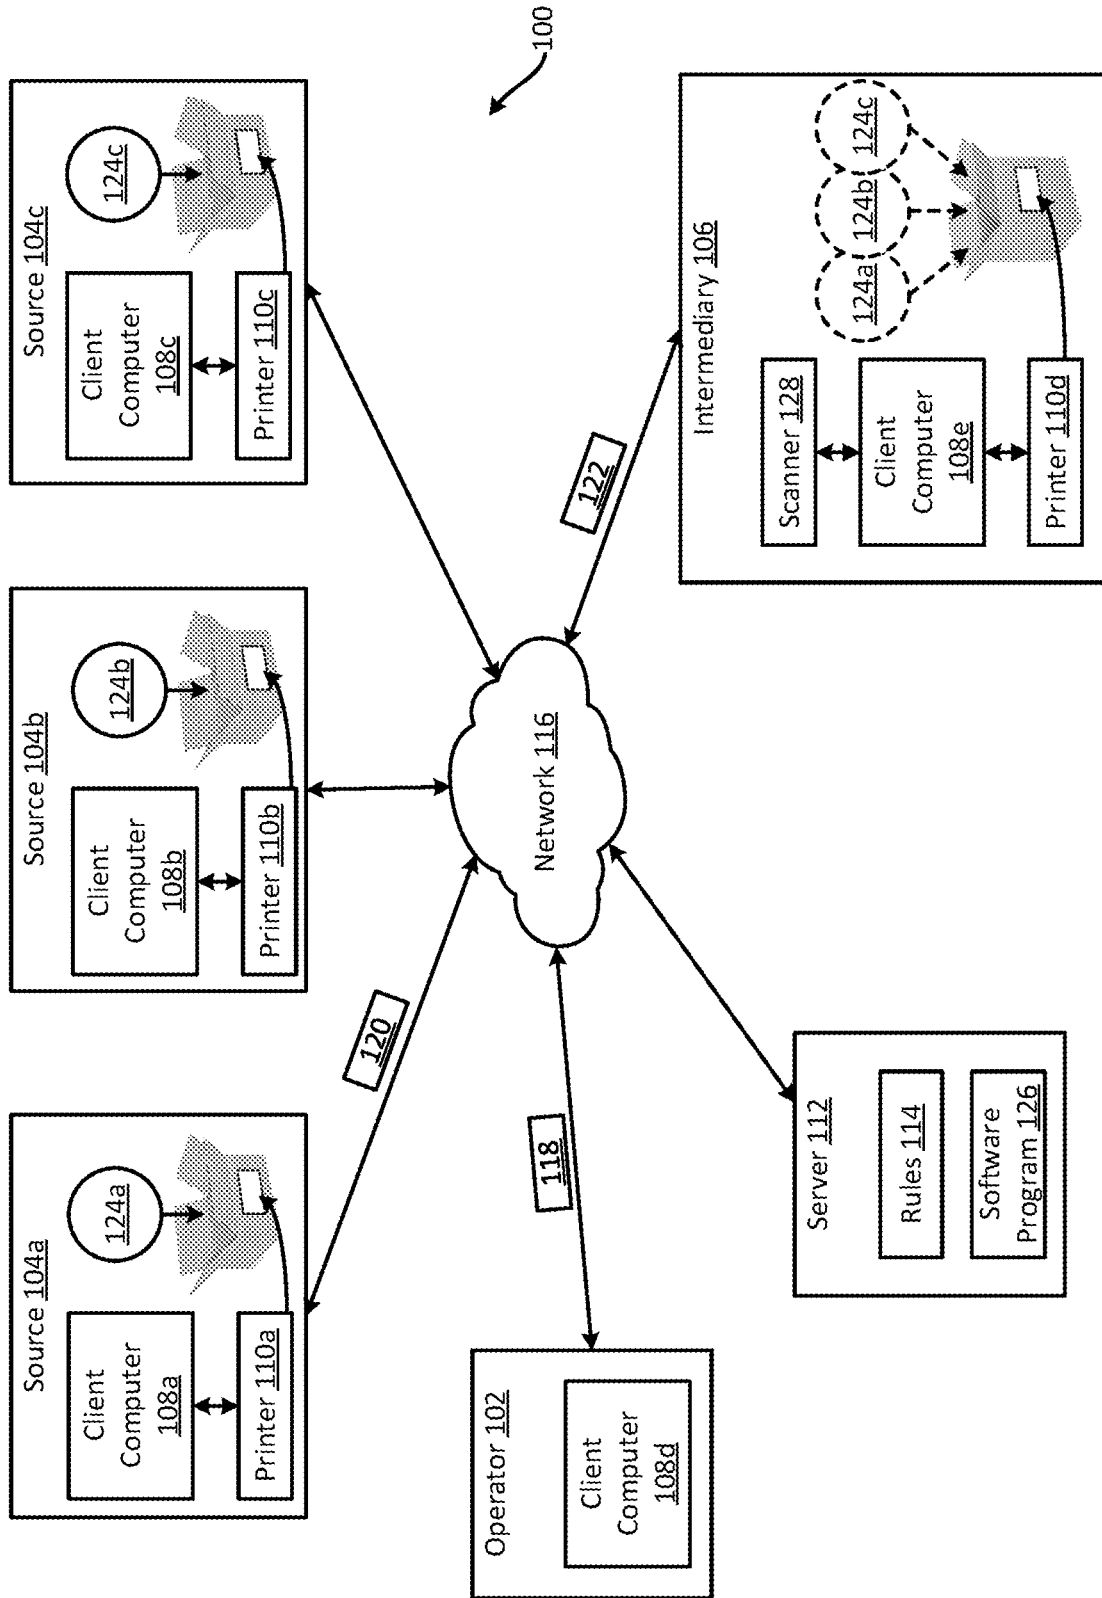 Source 104a
124a
Client
Computer
108a
Printer 110a
Source 104b
124b
Client
Computer
108b
Printer 110b
Source 104c
124c
Client
Computer
108c
Printer 110c
100
120
118
122
Network 116
Operator 102
Client
Computer
108d
Server 112
Rules 114
Software
Program 126
Intermediary 106
Scanner 128
124a
124b
124c
Client
Computer
108e
Printer 110d